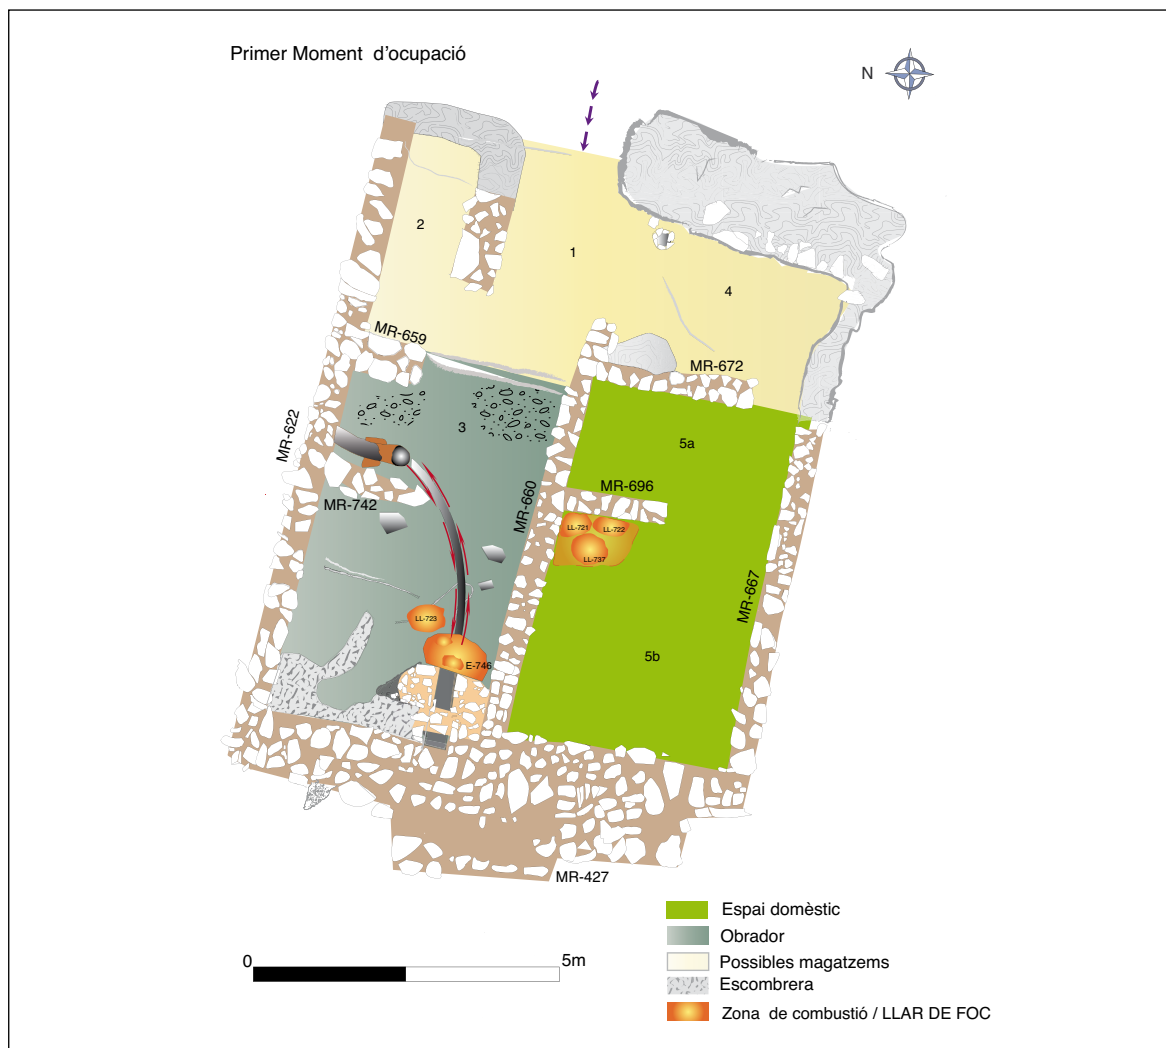 Primer Moment d'ocupació
N
2
1
4
MR-659
MR-672
3
5a
MR-622
MR-696
MR-660
MR-742
LL-721
LL-722
LL-737
MR-667
LL-723
5b
E-746
MR-427
Espai domèstic
Obrador
0
5m
Possibles magatzems
Escombrera
Zona de combustió / LLAR DE FOC